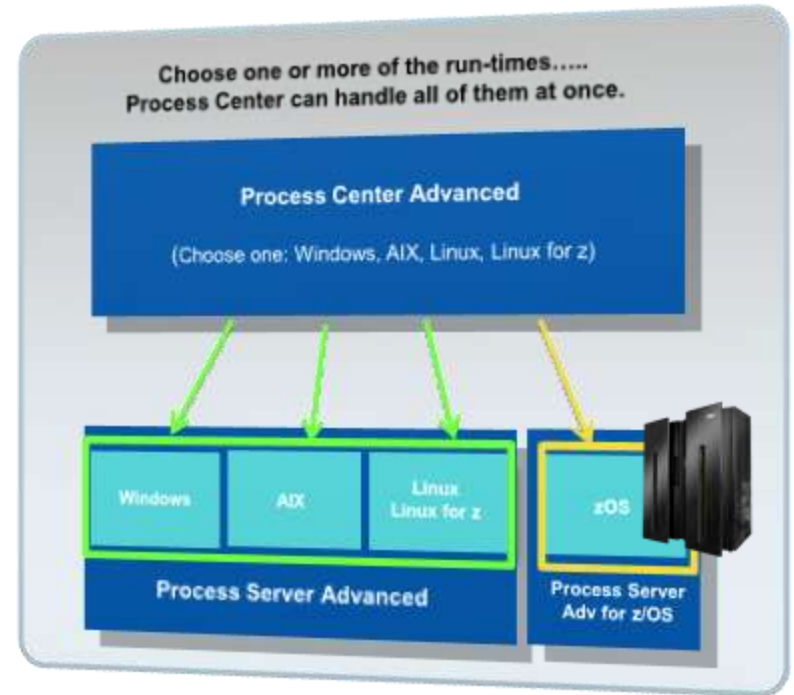 Choose one or more of the run-times.....
Process Center can handle all of them at once.
Process Center Advanced
(Choose one: Windows, AIX, Linux, Linux for z)
Windows
AIX
Linux
Linux for z
zOS
Process Server Advanced
Process Server
Adv for z/OS